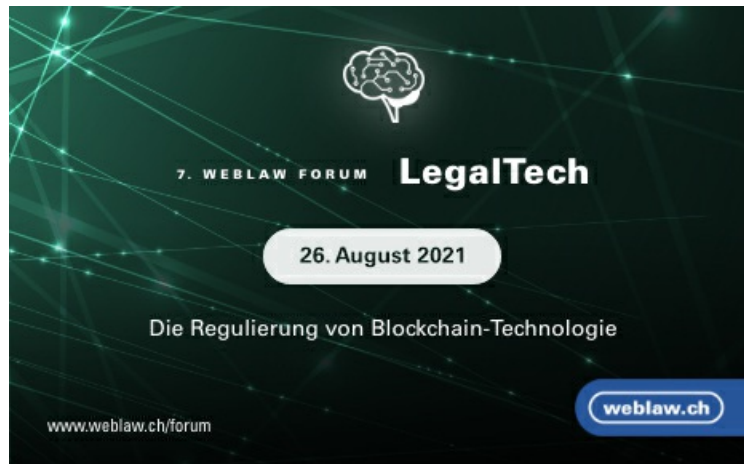 7. WEBLAW FORUM LegalTech
26. August 2021
Die Regulierung von Blockchain-Technologie
weblaw.ch
www.weblaw.ch/forum